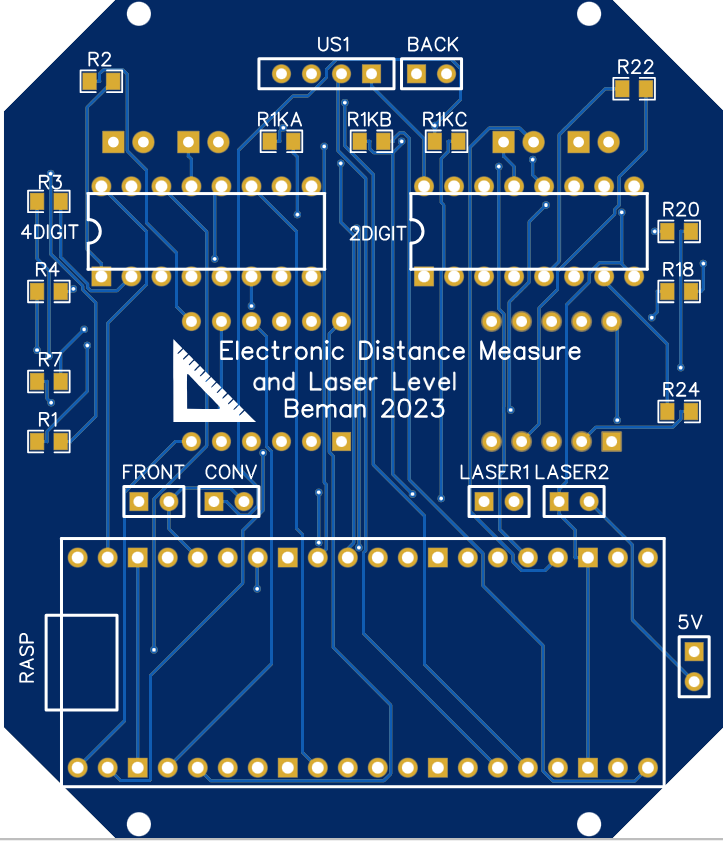 US1
BACK
R2
R22
R1KA
R1KB
R1KC
R3
R20
4DIGIT
2DIGIT
R4
R18
Electronic Distance Measure
and Laser Level
Beman 2023
R7
R24
R1
FRONT
CONV
LASER1
LASER2
5V
RASP